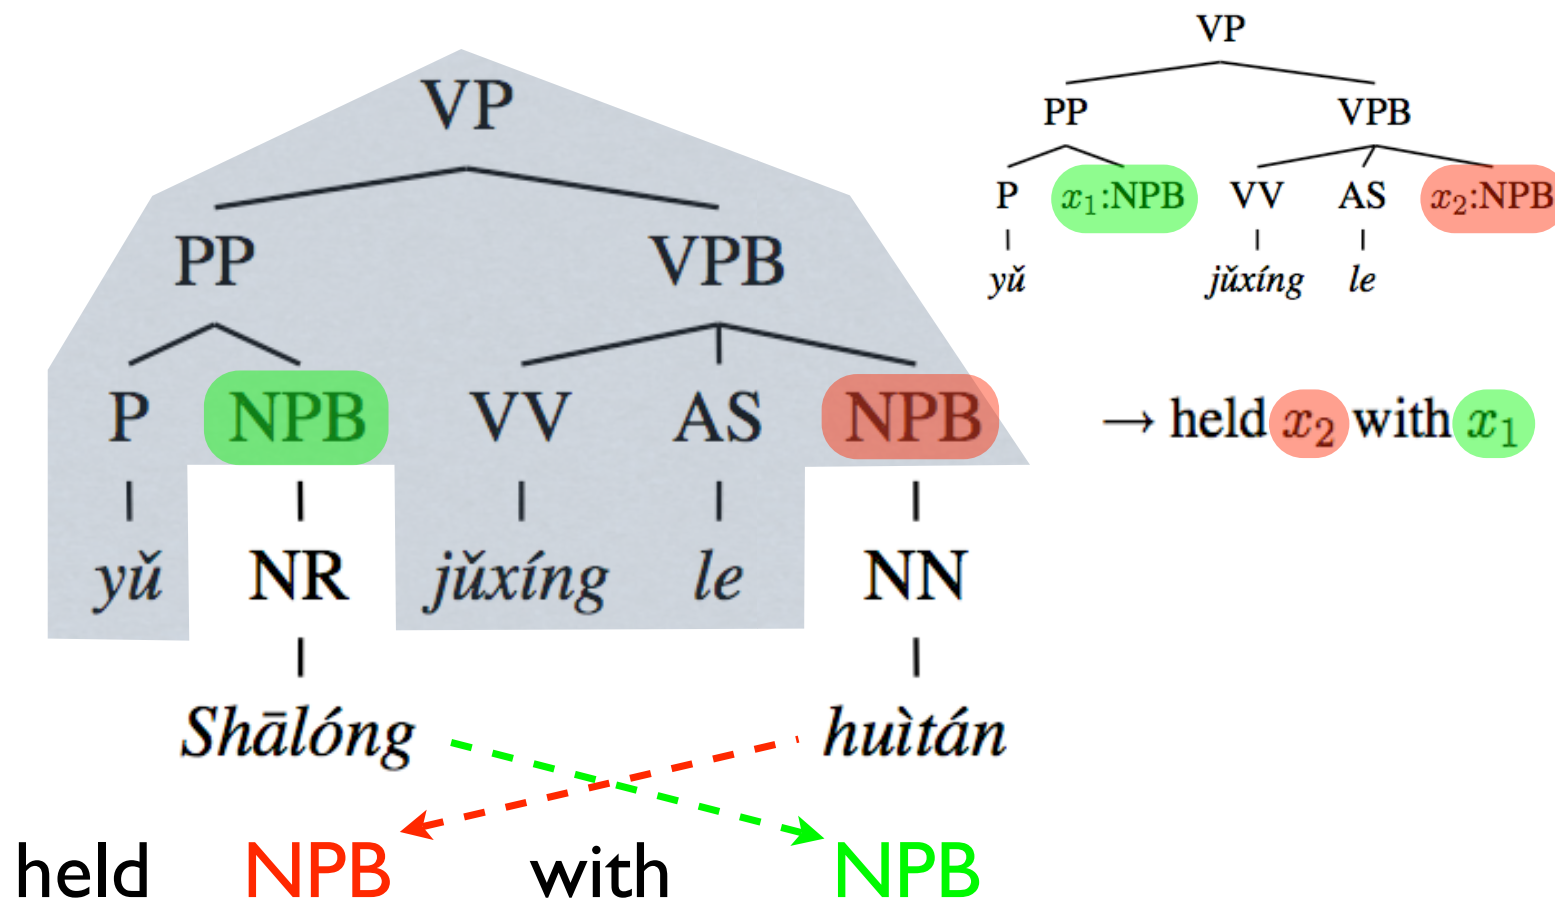 VP
PP VPB
P NPB VV AS NPB
yǔ NR jǔxíng le NN
Shālóng huìtán
held NPB with NPB
VP
PP VPB
P x₁:NPB VV AS x₂:NPB
yǔ jǔxíng le
→ held x₂ with x₁